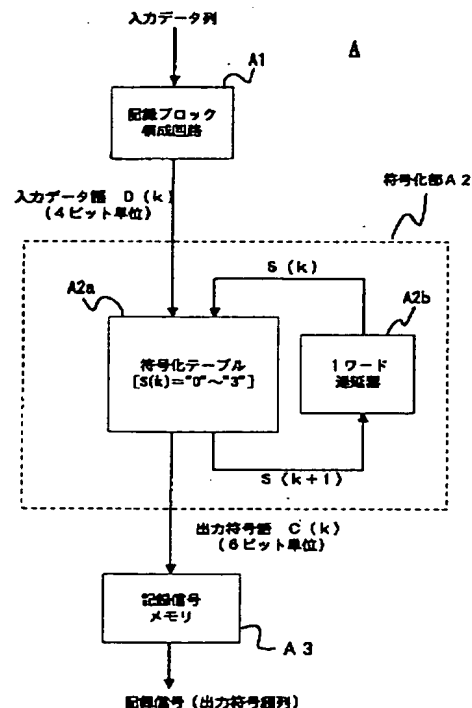 入力データ列
A
A1
記録ブロック
構成回路
入力データ語 D(k)
(4ビット単位)
符号化部A2
S(k)
A2a
A2b
符号化テーブル
[S(k)="0"~"3"]
1ワード
遅延器
S(k+1)
出力符号語 C(k)
(6ビット単位)
記録信号
メモリ
A3
記録信号(出力符号語列)